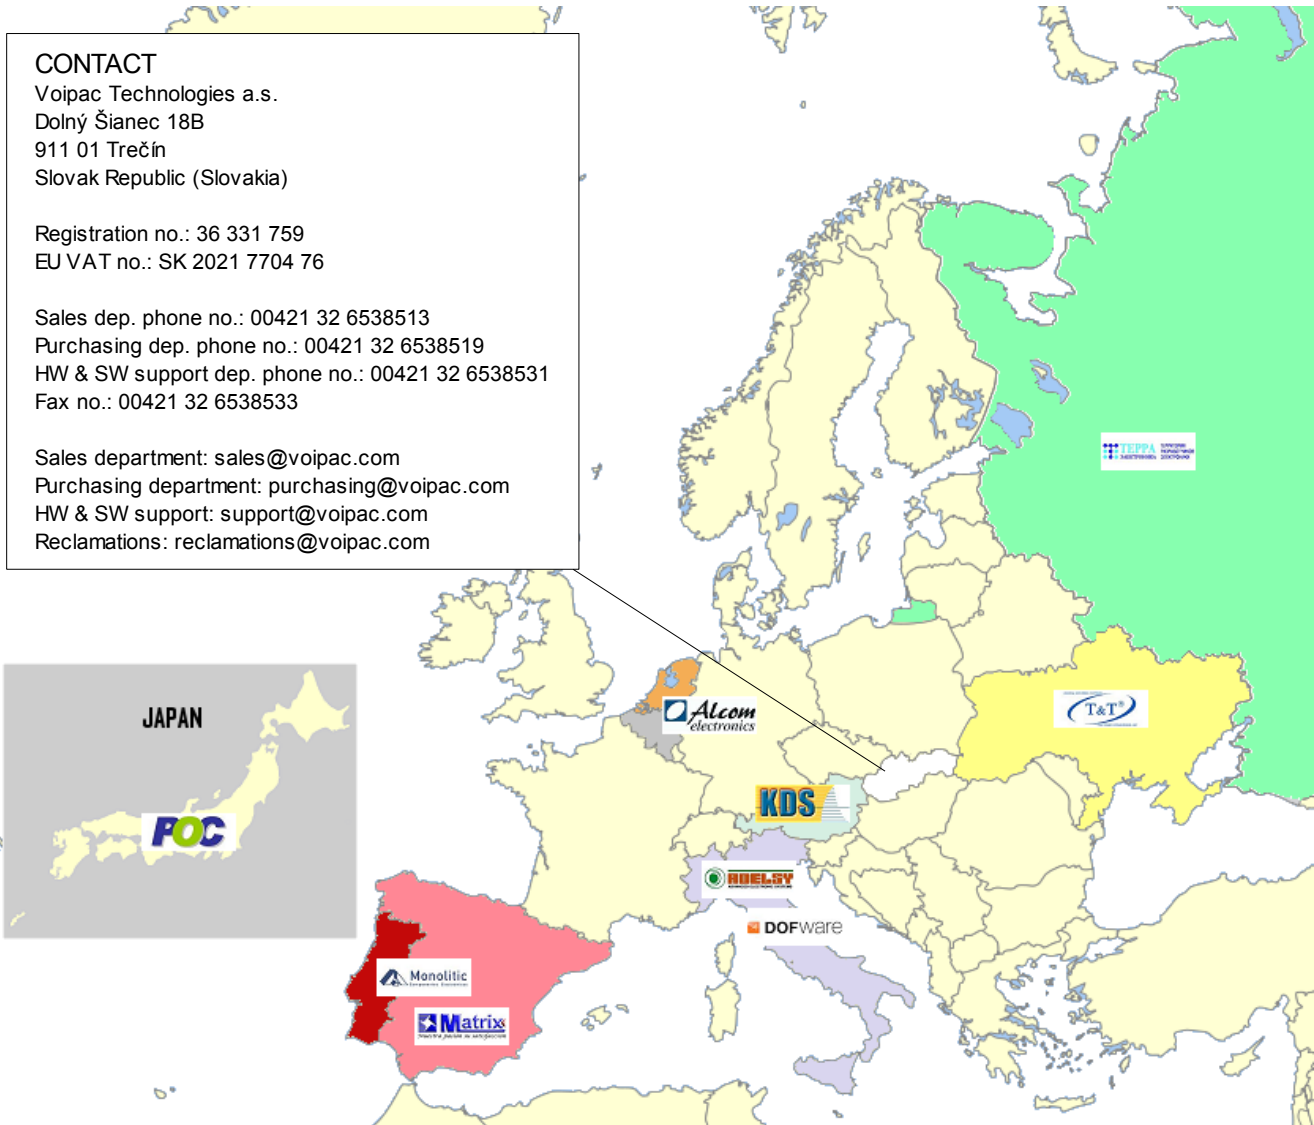 CONTACT
Voipac Technologies a.s.
Dolný Šianec 18B
911 01 Trečín
Slovak Republic (Slovakia)
Registration no.: 36 331 759
EU VAT no.: SK 2021 7704 76
Sales dep. phone no.: 00421 32 6538513
Purchasing dep. phone no.: 00421 32 6538519
HW & SW support dep. phone no.: 00421 32 6538531
Fax no.: 00421 32 6538533
Sales department: sales@voipac.com
Purchasing department: purchasing@voipac.com
HW & SW support: support@voipac.com
Reclamations: reclamations@voipac.com
ТЕРРА
ЭЛЕКТРОНИКА
JAPAN
POC
Alcom
electronics
T&T®
KDS
ROELSY
DOFware
Monolitic
Matrix